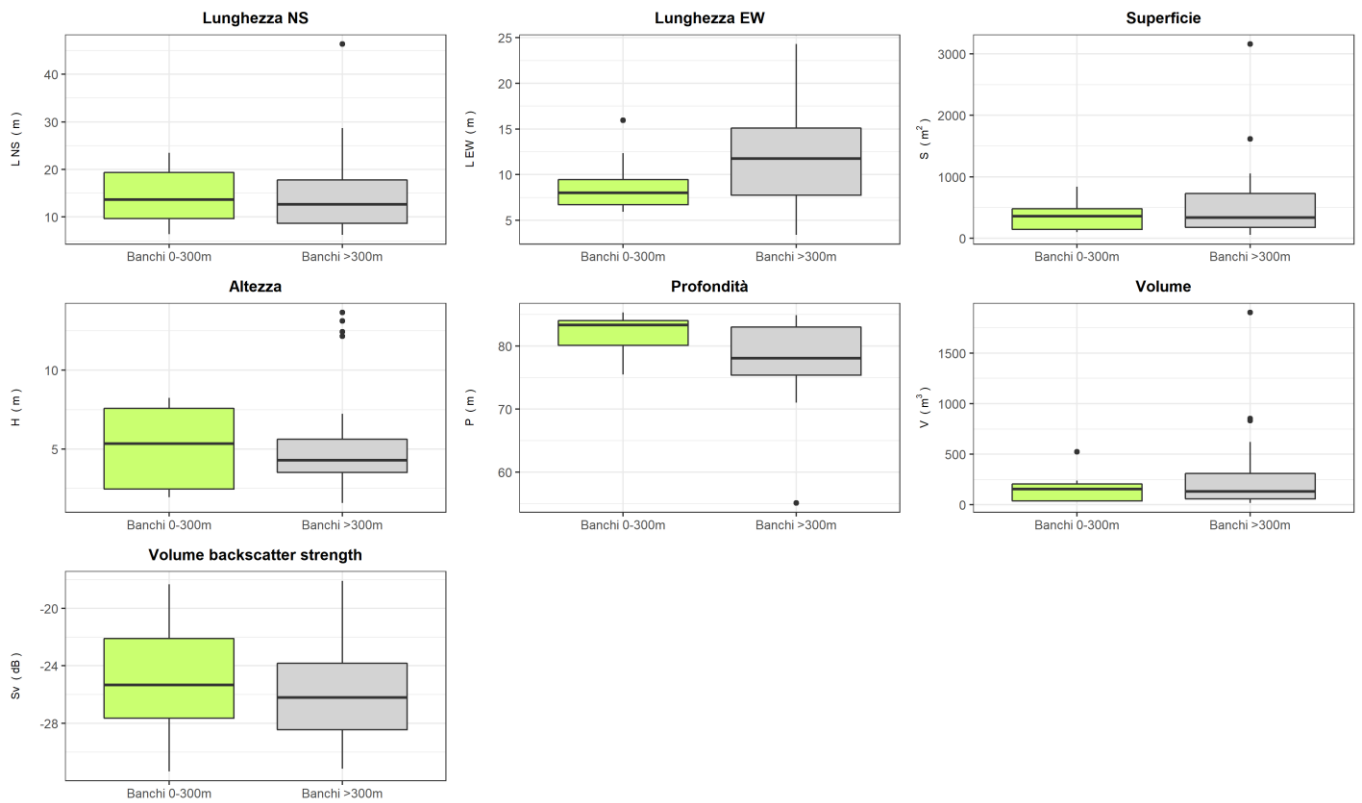 Lunghezza NS
L NS ( m )
40
30
20
10
Banchi 0-300m
Banchi >300m
Lunghezza EW
L EW ( m )
25
20
15
10
5
Banchi 0-300m
Banchi >300m
Superficie
S ( m² )
3000
2000
1000
0
Banchi 0-300m
Banchi >300m
Altezza
H ( m )
10
5
Banchi 0-300m
Banchi >300m
Profondità
P ( m )
80
70
60
Banchi 0-300m
Banchi >300m
Volume
V ( m³ )
1500
1000
500
0
Banchi 0-300m
Banchi >300m
Volume backscatter strength
Sv ( dB )
-20
-24
-28
Banchi 0-300m
Banchi >300m